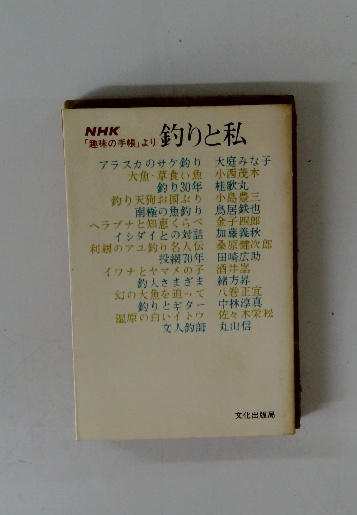 NHK
「趣味の手帳」より 釣りと私
アラスカのサケ釣り 大庭みな子
大魚・草食い魚 小西茂木
釣り30年 桂歌丸
釣り天狗お国ぶり 小島豊三
南極の魚釣り 鳥居鉄也
ヘラブナと知恵くらべ 金子四郎
イシダイとの対話 加藤義秋
利根のアユ釣り名人伝 桑原健次郎
投網70年 田崎広助
イワナとヤマメの子 酒井嵩
釣人さまざま 緒方昇
幻の大魚を追って 八巻正宜
釣りとギター 中林淳真
湿原の白いイトウ 佐々木栄松
文人釣師 丸山信
文化出版局